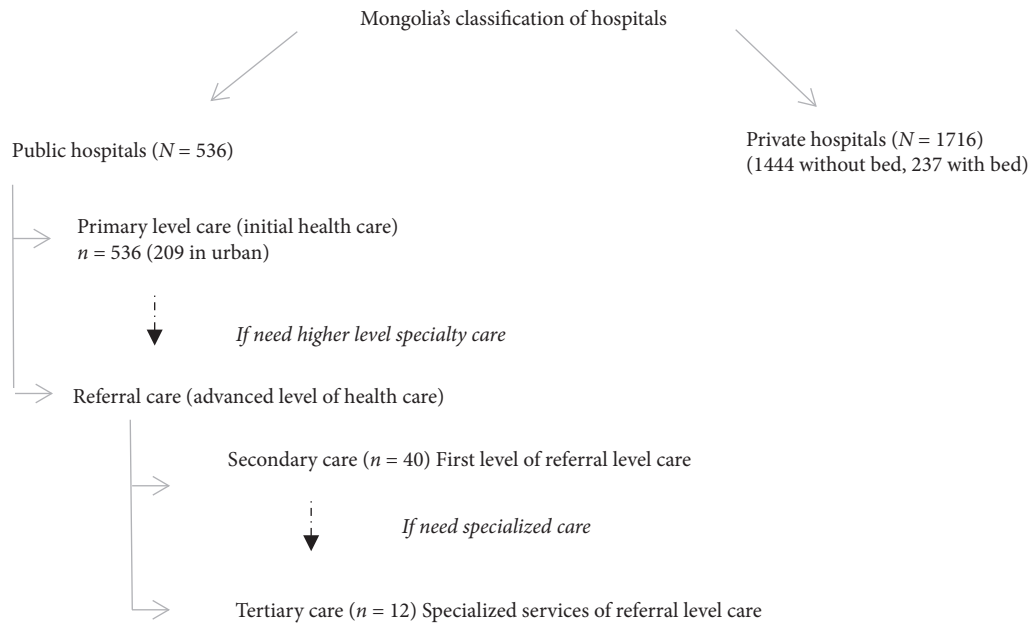 Mongolia’s classification of hospitals
Public hospitals (N = 536)
Private hospitals (N = 1716)
(1444 without bed, 237 with bed)
Primary level care (initial health care)
n = 536 (209 in urban)
If need higher level specialty care
Referral care (advanced level of health care)
Secondary care (n = 40) First level of referral level care
If need specialized care
Tertiary care (n = 12) Specialized services of referral level care